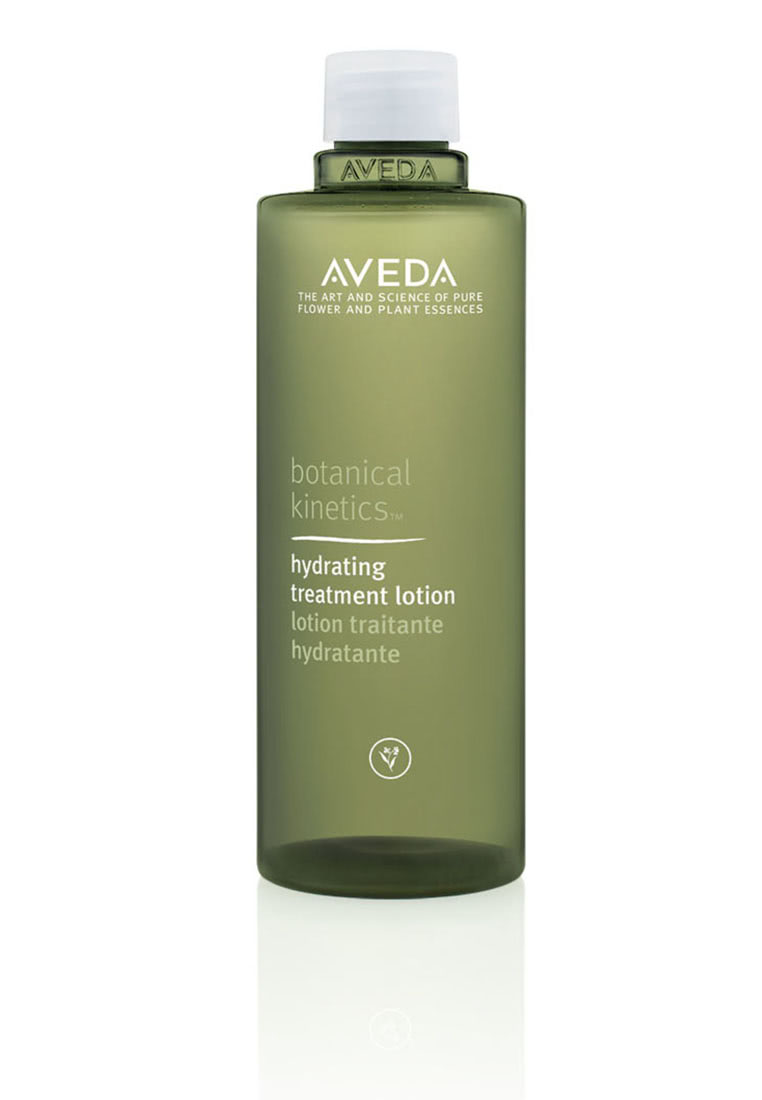 AVEDA
AVEDA
THE ART AND SCIENCE OF PURE
FLOWER AND PLANT ESSENCES
botanical
kinetics™
hydrating
treatment lotion
lotion traitante
hydratante